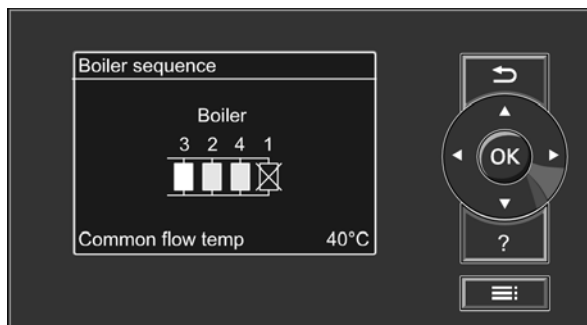 Boiler sequence
Boiler
3 2 4 1
Common flow temp 40°C
OK
?